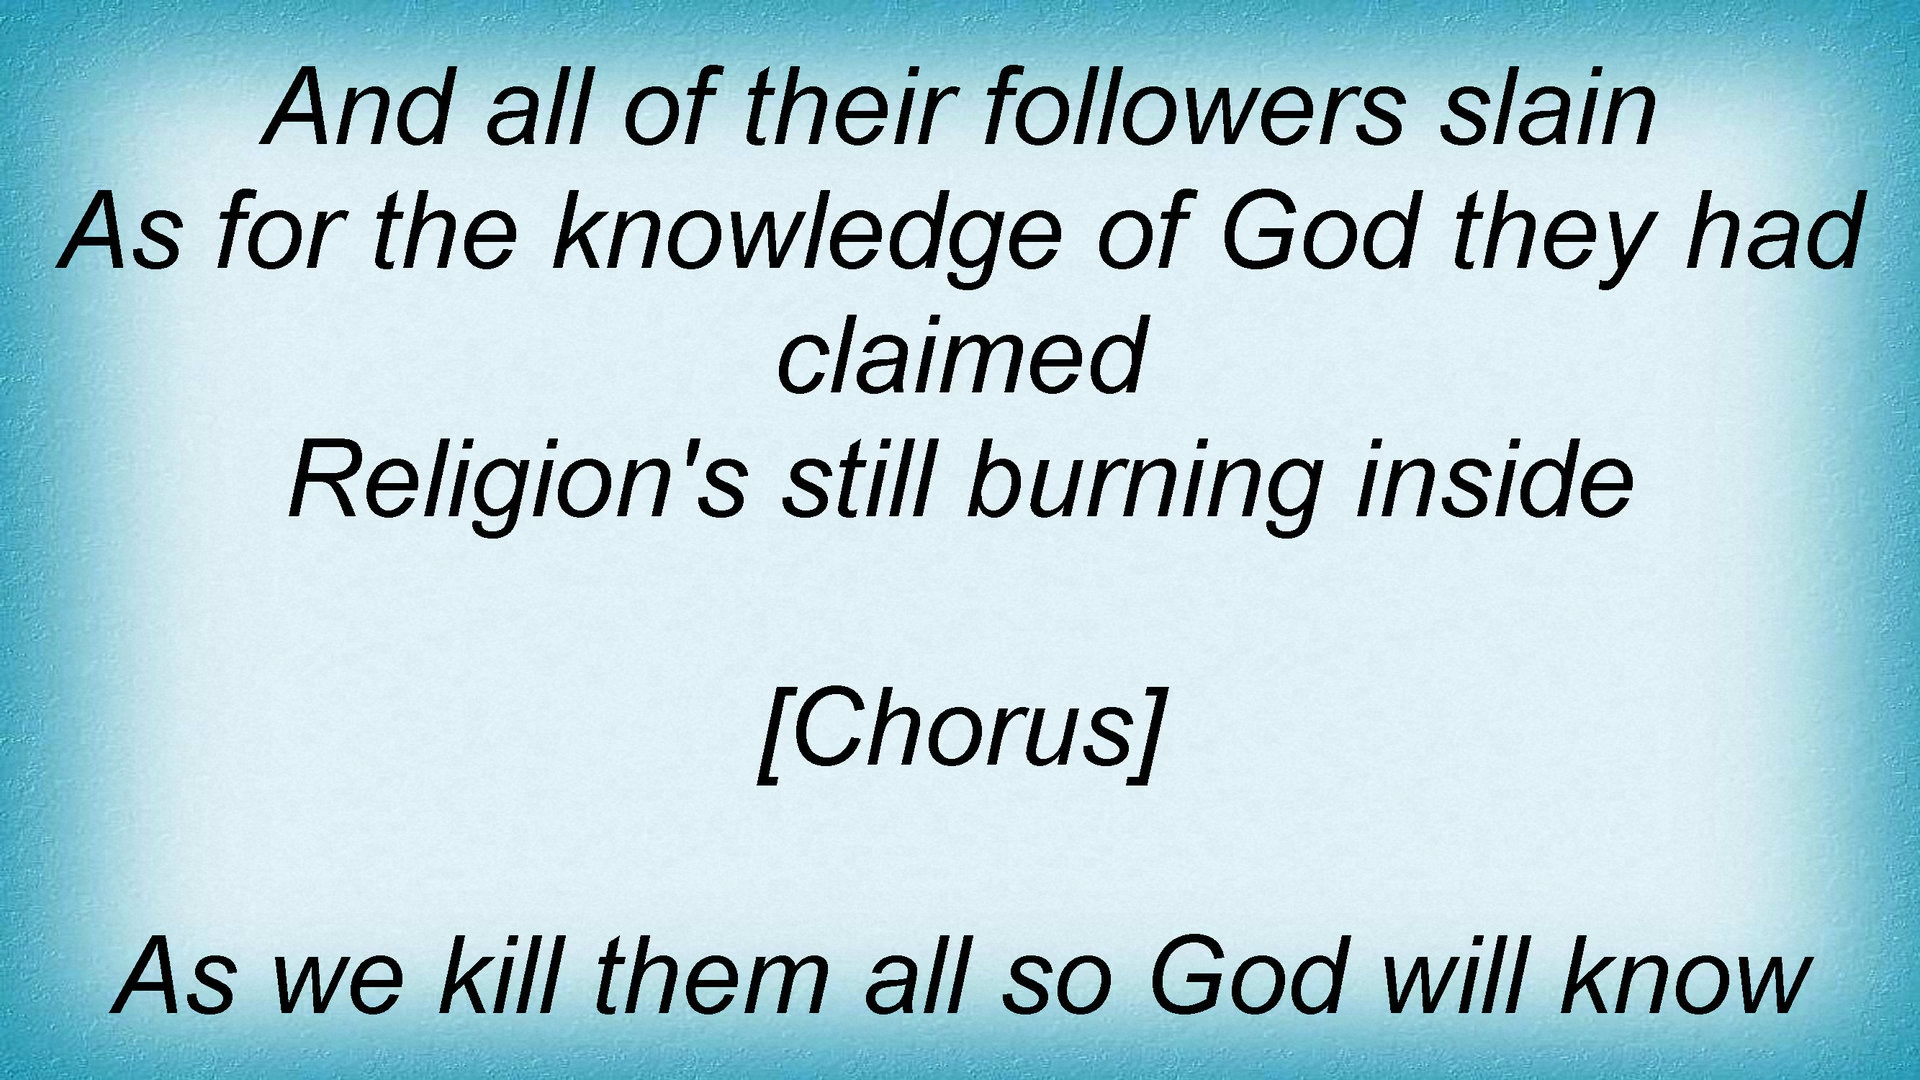 And all of their followers slain
As for the knowledge of God they had
claimed
Religion's still burning inside
[Chorus]
As we kill them all so God will know